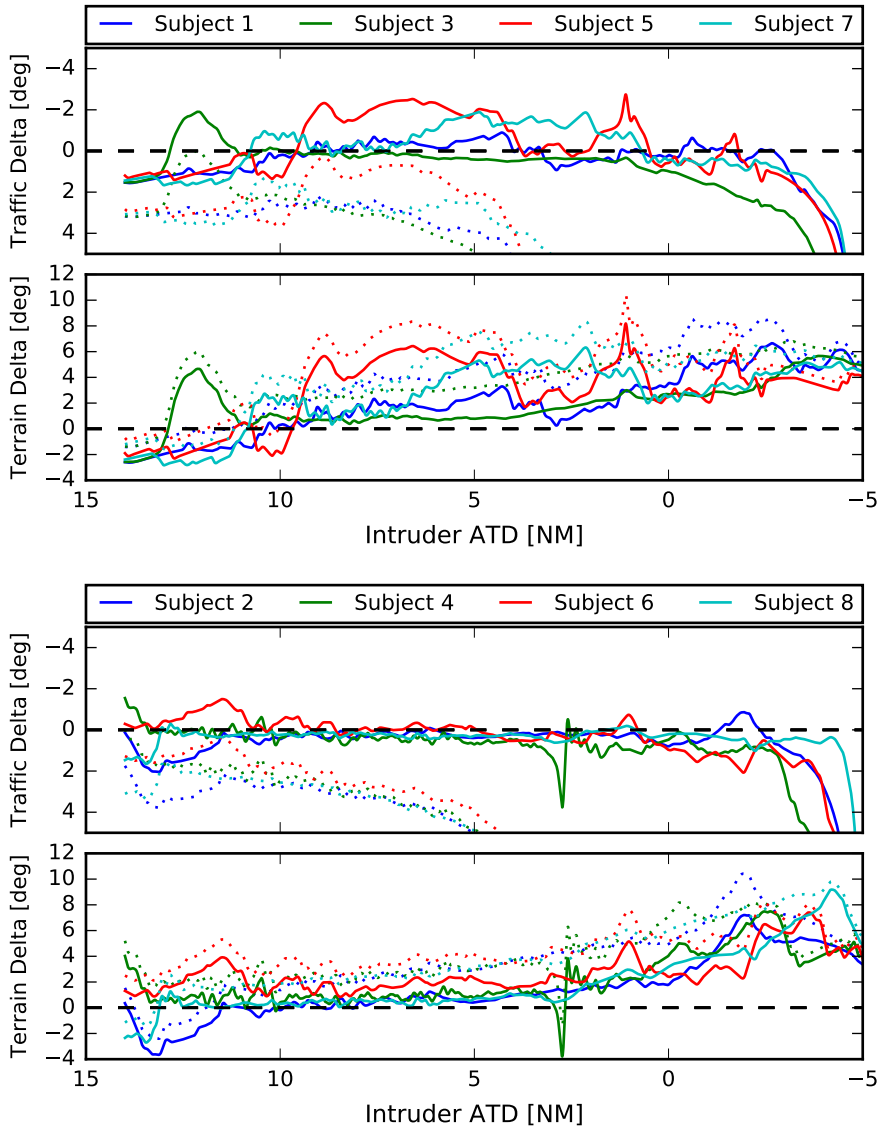 Subject 1 Subject 3 Subject 5 Subject 7
Traffic Delta [deg]
−4
−2
0
2
4
Terrain Delta [deg]
12
10
8
6
4
2
0
−2
−4
15 10 5 0 −5
Intruder ATD [NM]
Subject 2 Subject 4 Subject 6 Subject 8
Traffic Delta [deg]
−4
−2
0
2
4
Terrain Delta [deg]
12
10
8
6
4
2
0
−2
−4
15 10 5 0 −5
Intruder ATD [NM]